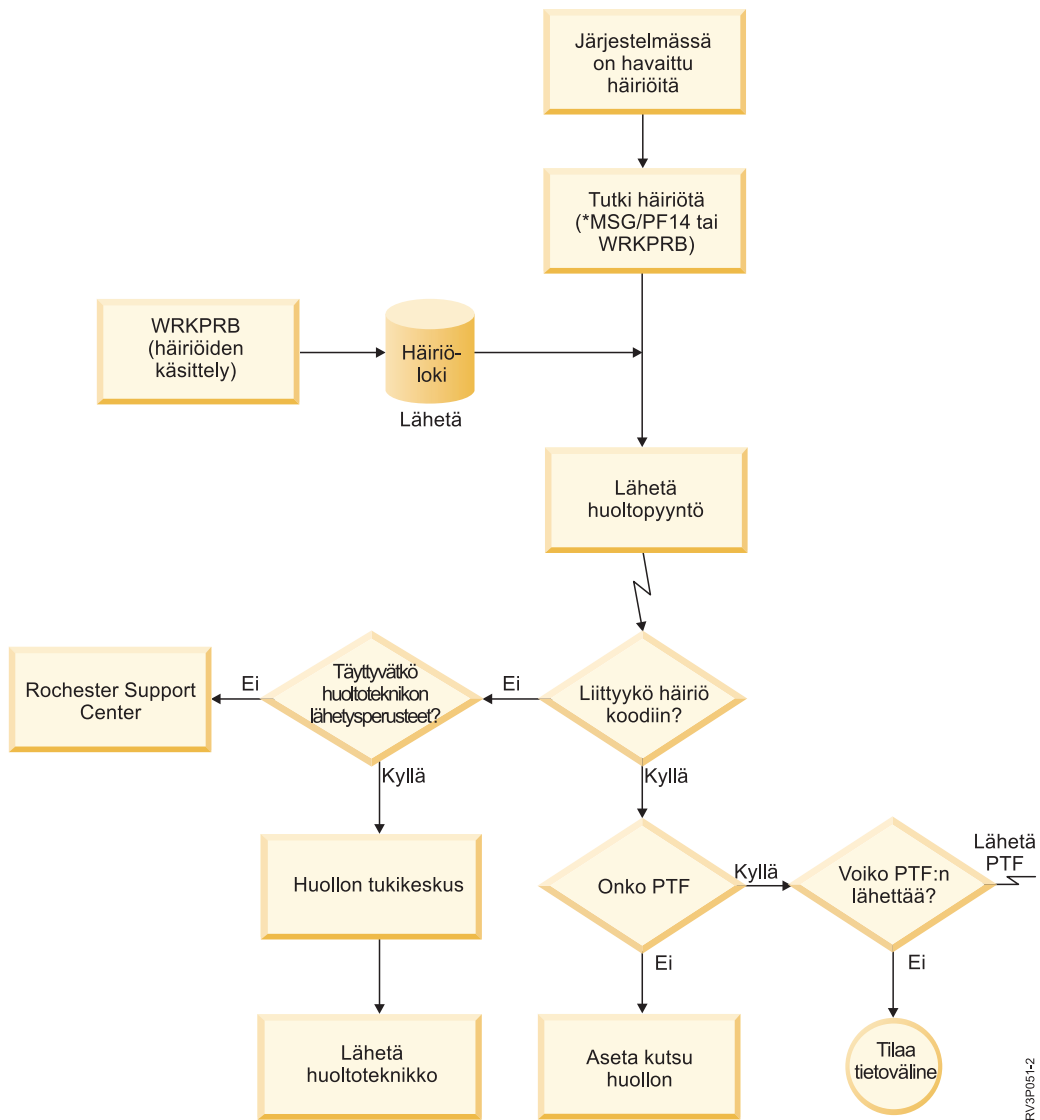 Järjestelmässä
on havaittu
häiriöitä
Tutki häiriötä
(*MSG/PF14 tai
WRKPRB)
WRKPRB
(häiriöiden
käsittely)
Häiriö-
loki
Lähetä
Lähetä
huoltopyyntö
Rochester Support
Center
Ei
Täyttyvätkö
huoltoteknikon
lähetysperusteet?
Ei
Liittyykö häiriö
koodiin?
Kyllä
Kyllä
Huollon tukikeskus
Onko PTF
Kyllä
Voiko PTF:n
lähettää?
Lähetä
PTF
Ei
Ei
Lähetä
huoltoteknikko
Aseta kutsu
huollon
Tilaa
tietoväline
RV3P051-2